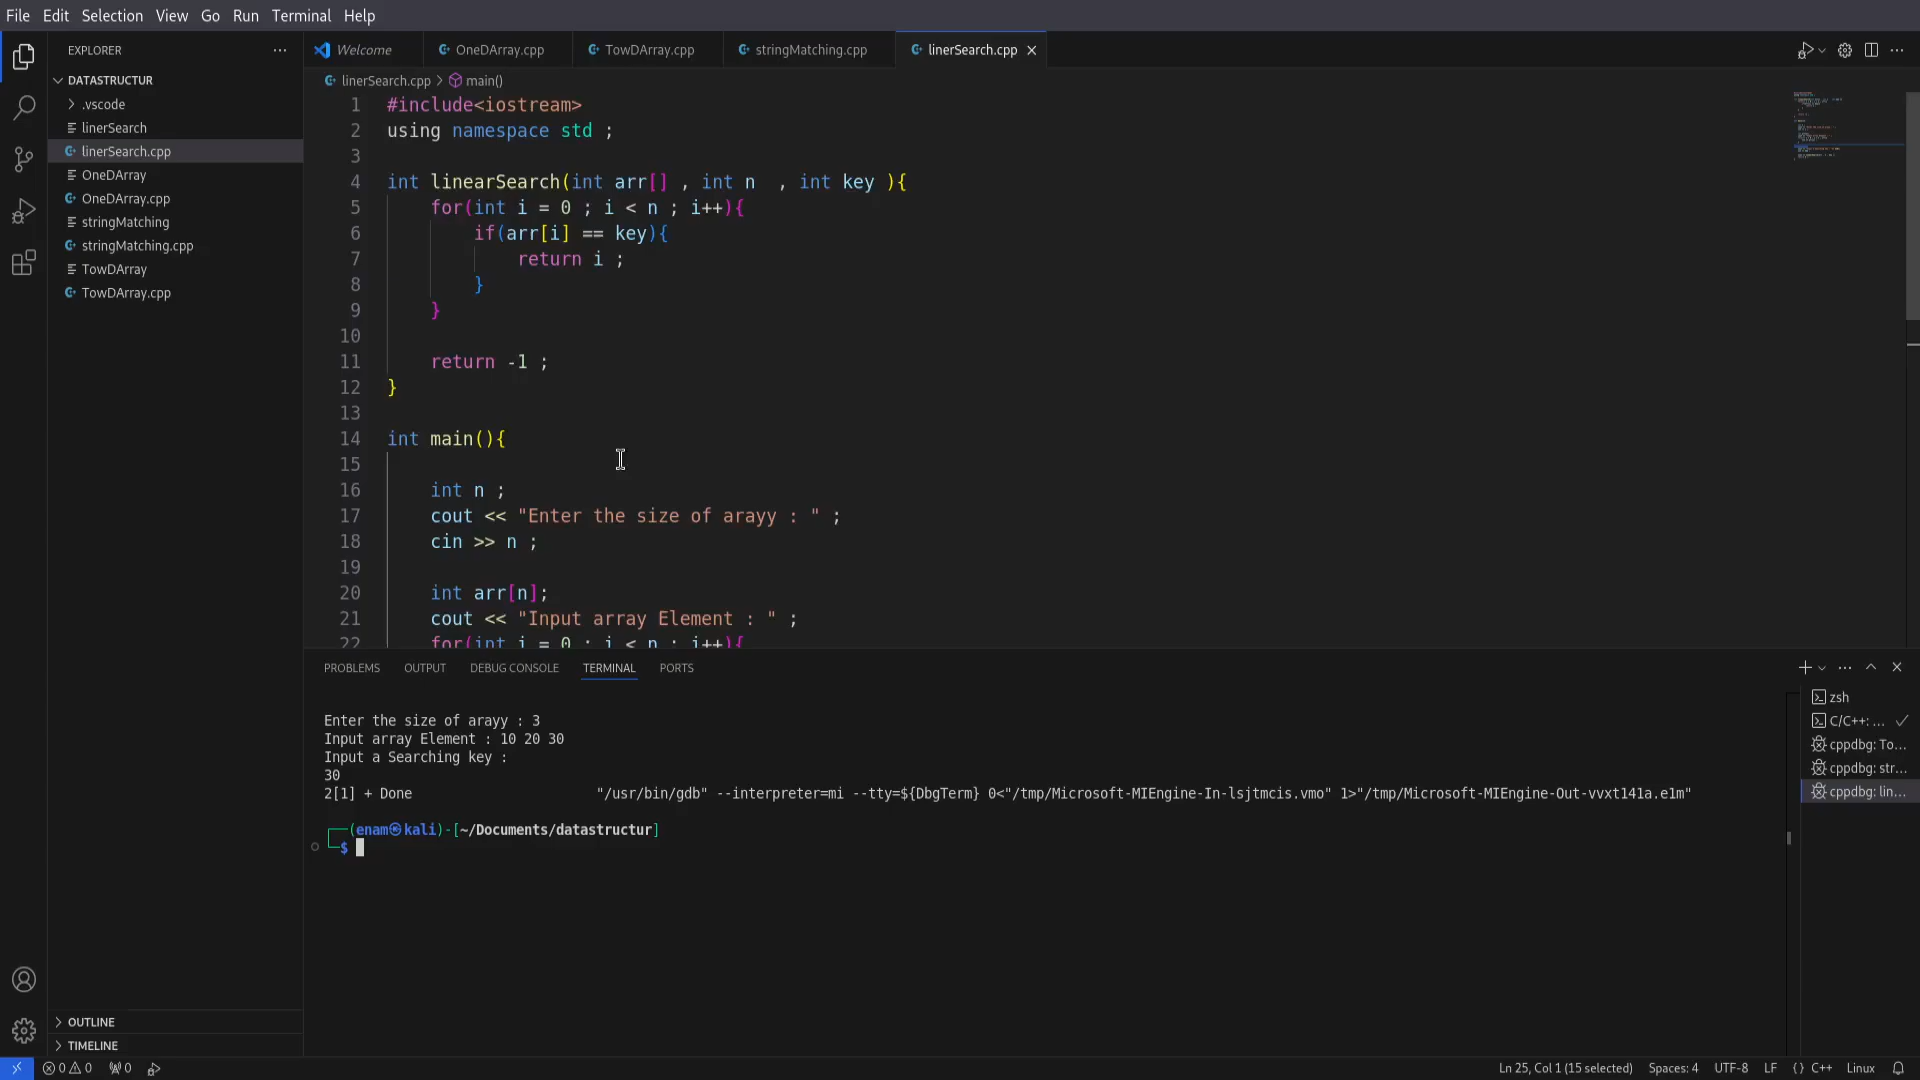 File Edit Selection View Go Run Terminal Help
EXPLORER
DATASTRUCTUR
.vscode
linerSearch
linerSearch.cpp
OneDArray
OneDArray.cpp
stringMatching
stringMatching.cpp
TowDArray
TowDArray.cpp
OUTLINE
TIMELINE
Welcome OneDArray.cpp TowDArray.cpp stringMatching.cpp linerSearch.cpp
linerSearch.cpp > main()
1 #include<iostream>
2 using namespace std ;
3
4 int linearSearch(int arr[] , int n  , int key ){
5     for(int i = 0 ; i < n ; i++){
6         if(arr[i] == key){
7             return i ;
8         }
9     }
10
11     return -1 ;
12 }
13
14 int main(){
15
16     int n ;
17     cout << "Enter the size of arayy : " ;
18     cin >> n ;
19
20     int arr[n];
21     cout << "Input array Element : " ;
22     for(int i = 0 ; i < n ; i++){
PROBLEMS OUTPUT DEBUG CONSOLE TERMINAL PORTS
Enter the size of arayy : 3
Input array Element : 10 20 30
Input a Searching key :
30
2[1] + Done "/usr/bin/gdb" --interpreter=mi --tty=${DbgTerm} 0<"/tmp/Microsoft-MIEngine-In-lsjtmcis.vmo" 1>"/tmp/Microsoft-MIEngine-Out-vvxt141a.e1m"
(enam㉿kali)-[~/Documents/datastructur]
$
zsh
C/C++: ...
cppdbg: To...
cppdbg: str...
cppdbg: lin...
0 0 0 Ln 25, Col 1 (15 selected) Spaces: 4 UTF-8 LF {} C++ Linux